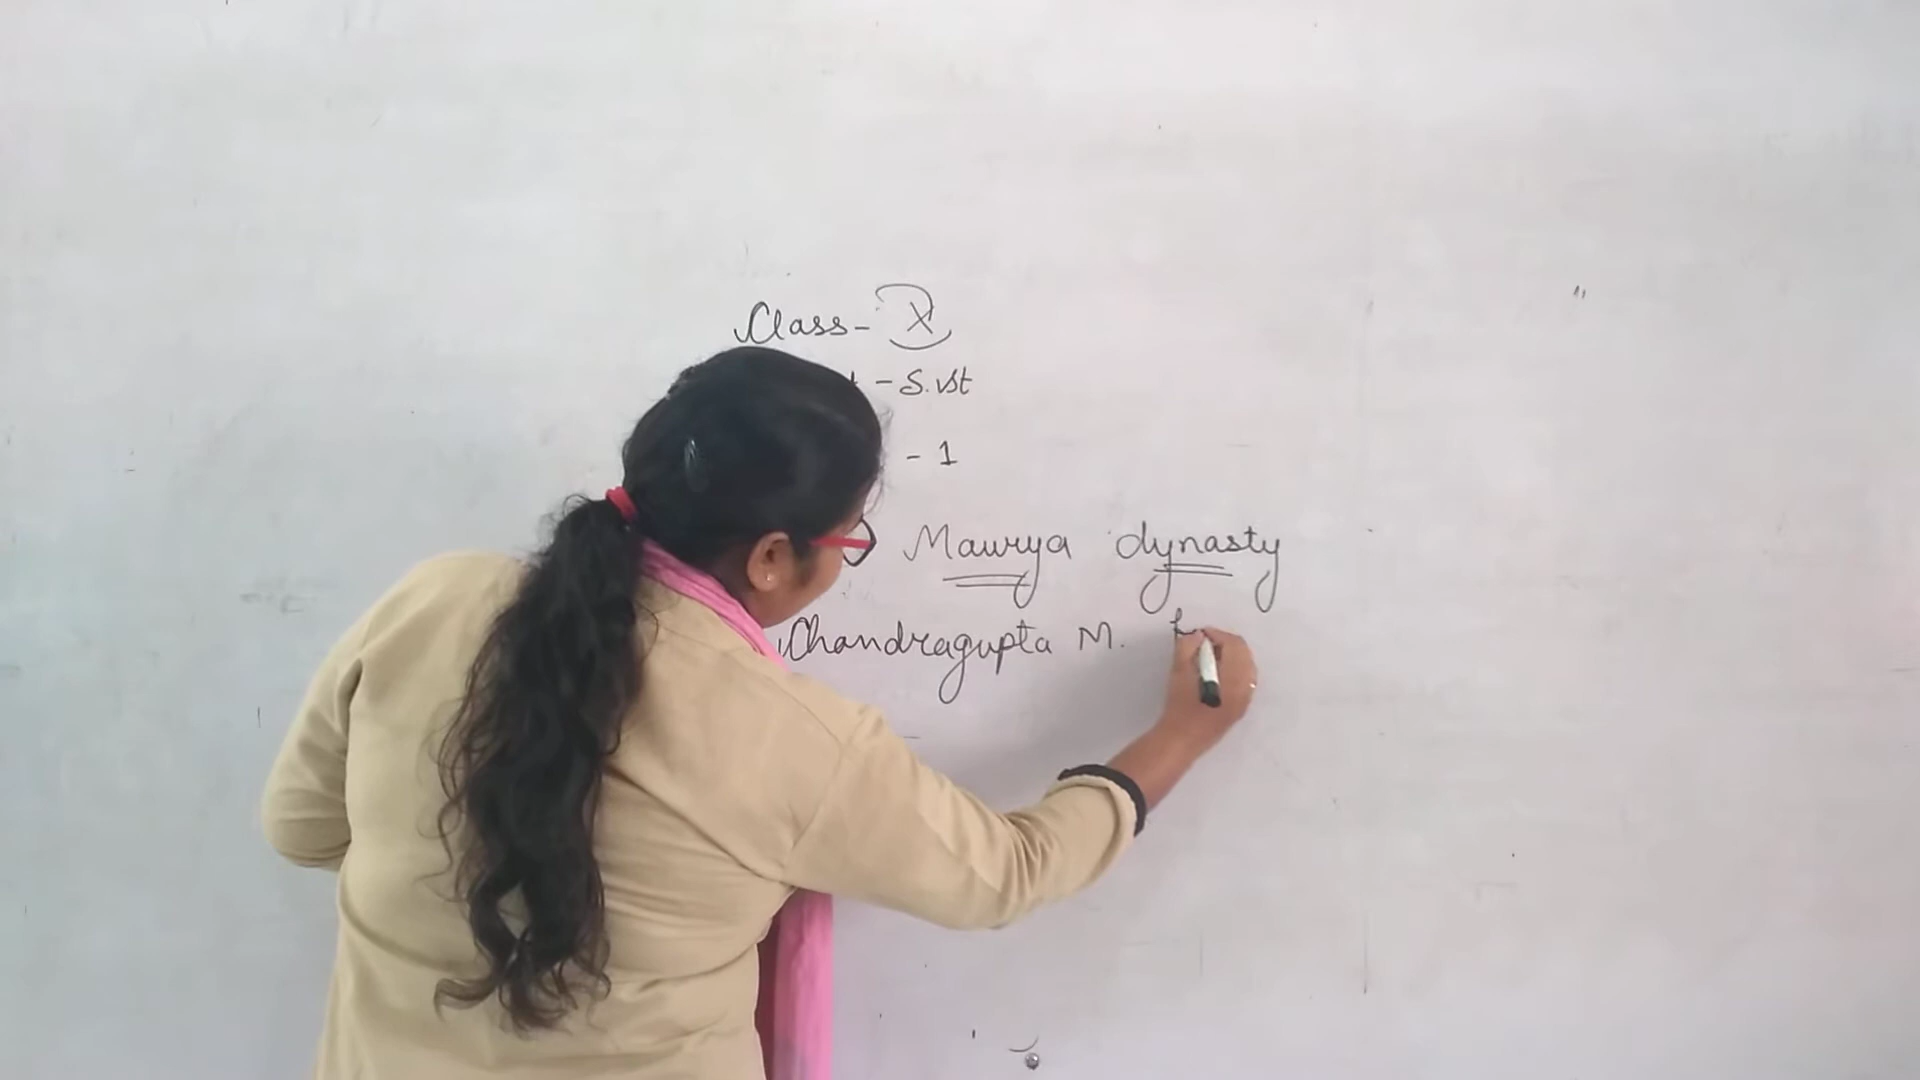 Class - X
- S.st
- 1
Maurya dynasty
Chandragupta M.